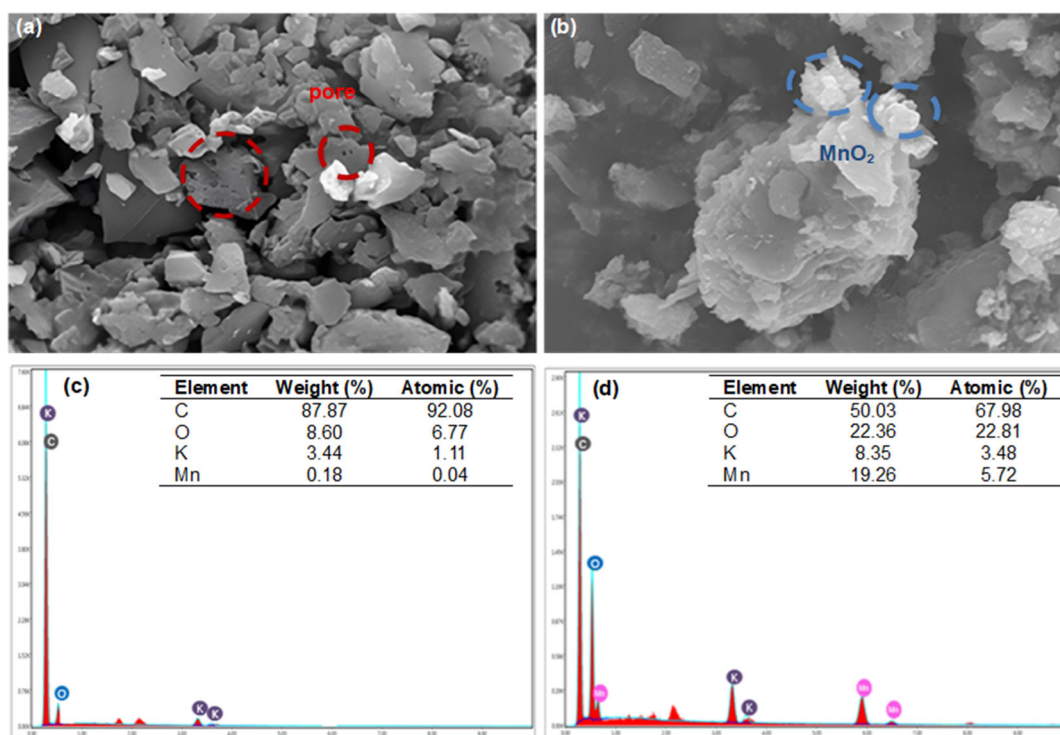 (a)
pore
(b)
MnO₂
(c)
Element Weight (%) Atomic (%)
C 87.87 92.08
O 8.60 6.77
K 3.44 1.11
Mn 0.18 0.04
K
C
O
K
K
(d)
Element Weight (%) Atomic (%)
C 50.03 67.98
O 22.36 22.81
K 8.35 3.48
Mn 19.26 5.72
K
C
O
Mn
K
K
Mn
Mn